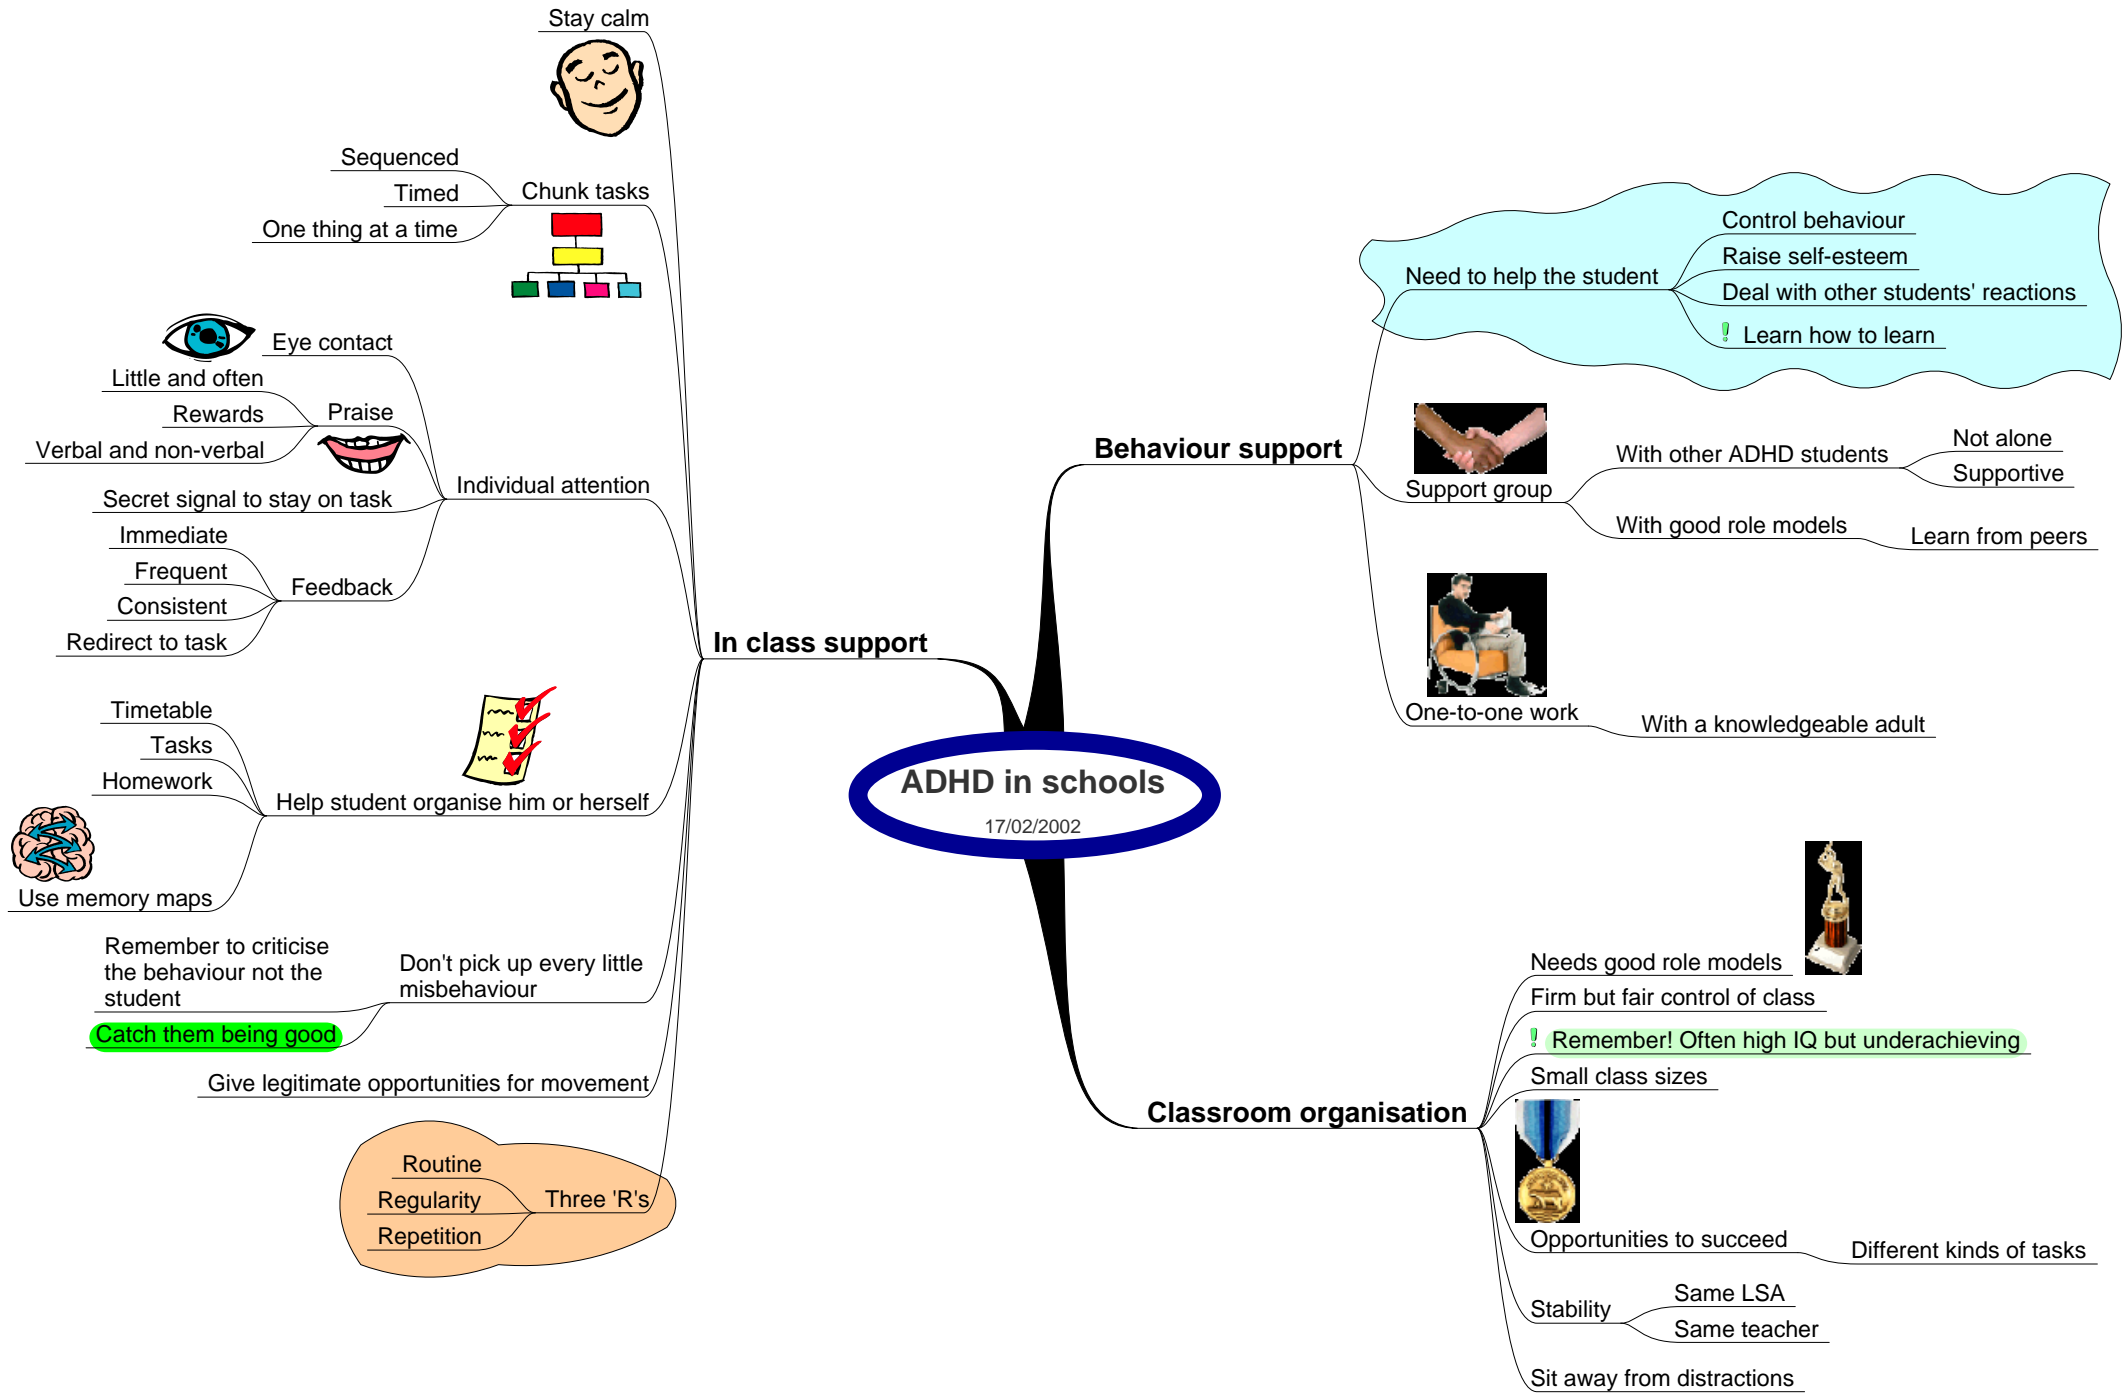 ADHD in schools
17/02/2002
Behaviour support
Need to help the student
Control behaviour
Raise self-esteem
Deal with other students' reactions
! Learn how to learn
Support group
With other ADHD students
Not alone
Supportive
With good role models
Learn from peers
One-to-one work
With a knowledgeable adult
Classroom organisation
Needs good role models
Firm but fair control of class
! Remember! Often high IQ but underachieving
Small class sizes
Opportunities to succeed
Different kinds of tasks
Stability
Same LSA
Same teacher
Sit away from distractions
In class support
Stay calm
Chunk tasks
Sequenced
Timed
One thing at a time
Individual attention
Eye contact
Praise
Little and often
Rewards
Verbal and non-verbal
Secret signal to stay on task
Feedback
Immediate
Frequent
Consistent
Redirect to task
Help student organise him or herself
Timetable
Tasks
Homework
Use memory maps
Don't pick up every little
misbehaviour
Remember to criticise
the behaviour not the
student
Catch them being good
Give legitimate opportunities for movement
Three 'R's
Routine
Regularity
Repetition